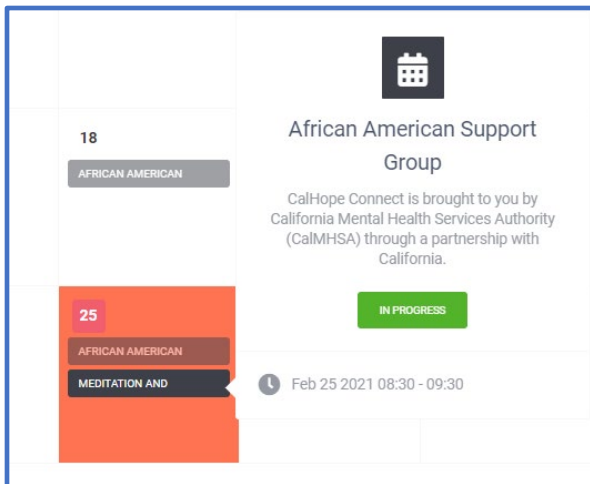 18
AFRICAN AMERICAN
25
AFRICAN AMERICAN
MEDITATION AND
African American Support
Group
CalHope Connect is brought to you by
California Mental Health Services Authority
(CalMHSA) through a partnership with
California.
IN PROGRESS
Feb 25 2021 08:30 - 09:30